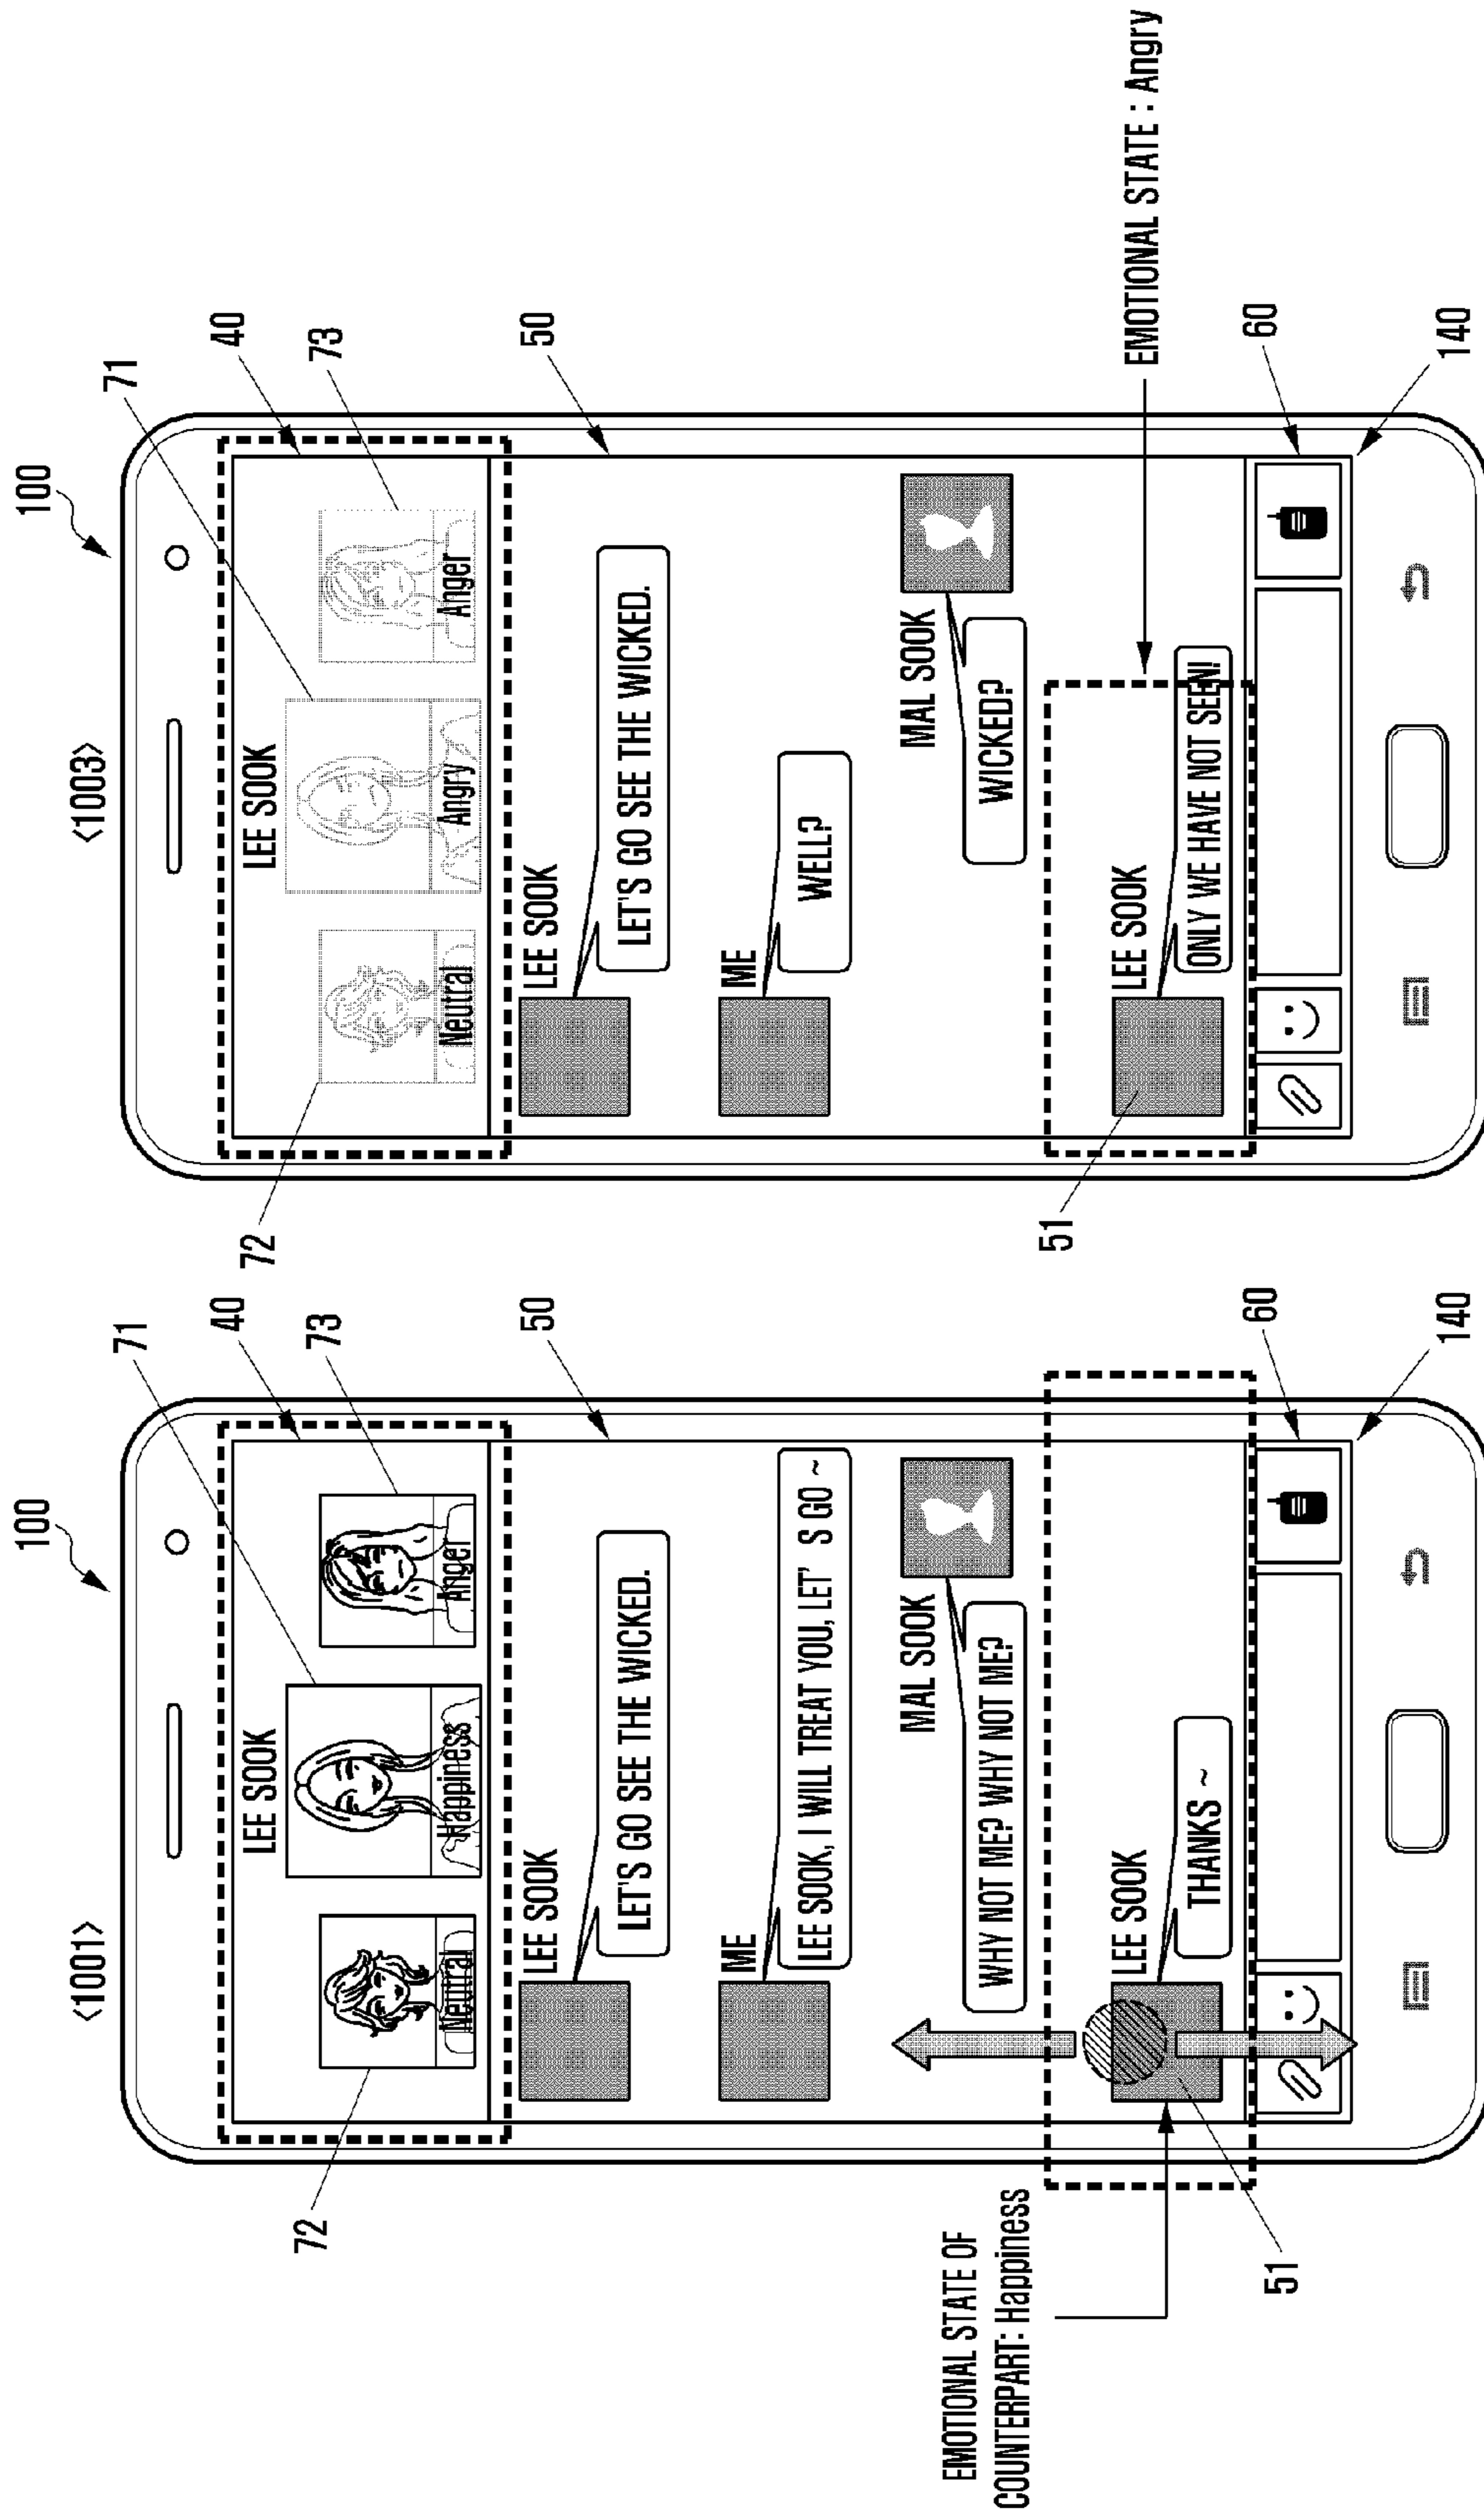 <1001>
100
71
40
73
LEE SOOK
Neutral
Happiness
Anger
72
LEE SOOK
LET'S GO SEE THE WICKED.
50
ME
LEE SOOK, I WILL TREAT YOU, LET' S GO ~
MAL SOOK
WHY NOT ME? WHY NOT ME?
EMOTIONAL STATE OF
COUNTERPART: Happiness
LEE SOOK
THANKS ~
51
60
140
<1003>
100
71
40
73
LEE SOOK
Neutral
Angry
Anger
72
LEE SOOK
LET'S GO SEE THE WICKED.
50
ME
WELL?
MAL SOOK
WICKED?
EMOTIONAL STATE : Angry
LEE SOOK
ONLY WE HAVE NOT SEEN!
51
60
140